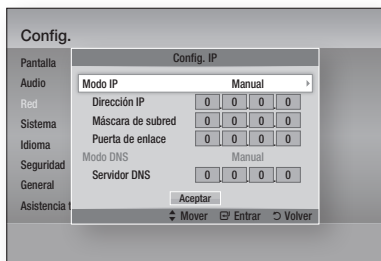 Config.
Pantalla
Audio
Red
Sistema
Idioma
Seguridad
General
Asistencia t
Config. IP
Modo IP Manual
Dirección IP 0 . 0 . 0 . 0
Máscara de subred 0 . 0 . 0 . 0
Puerta de enlace 0 . 0 . 0 . 0
Modo DNS Manual
Servidor DNS 0 . 0 . 0 . 0
Aceptar
Mover Entrar Volver